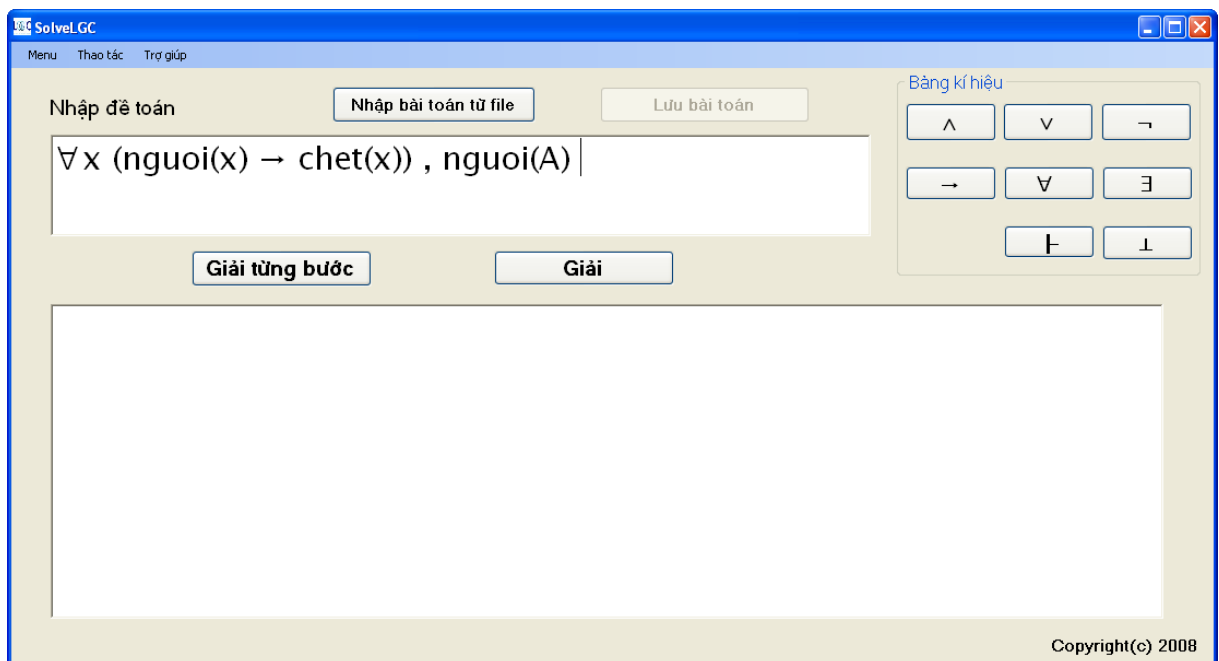 SolveLGC
Menu Thao tác Trợ giúp
Nhập đề toán
Nhập bài toán từ file
Lưu bài toán
∀x (nguoi(x) → chet(x)) , nguoi(A)
Giải từng bước
Giải
Bảng kí hiệu
∧ ∨ ¬
→ ∀ ∃
⊢ ⊥
Copyright(c) 2008